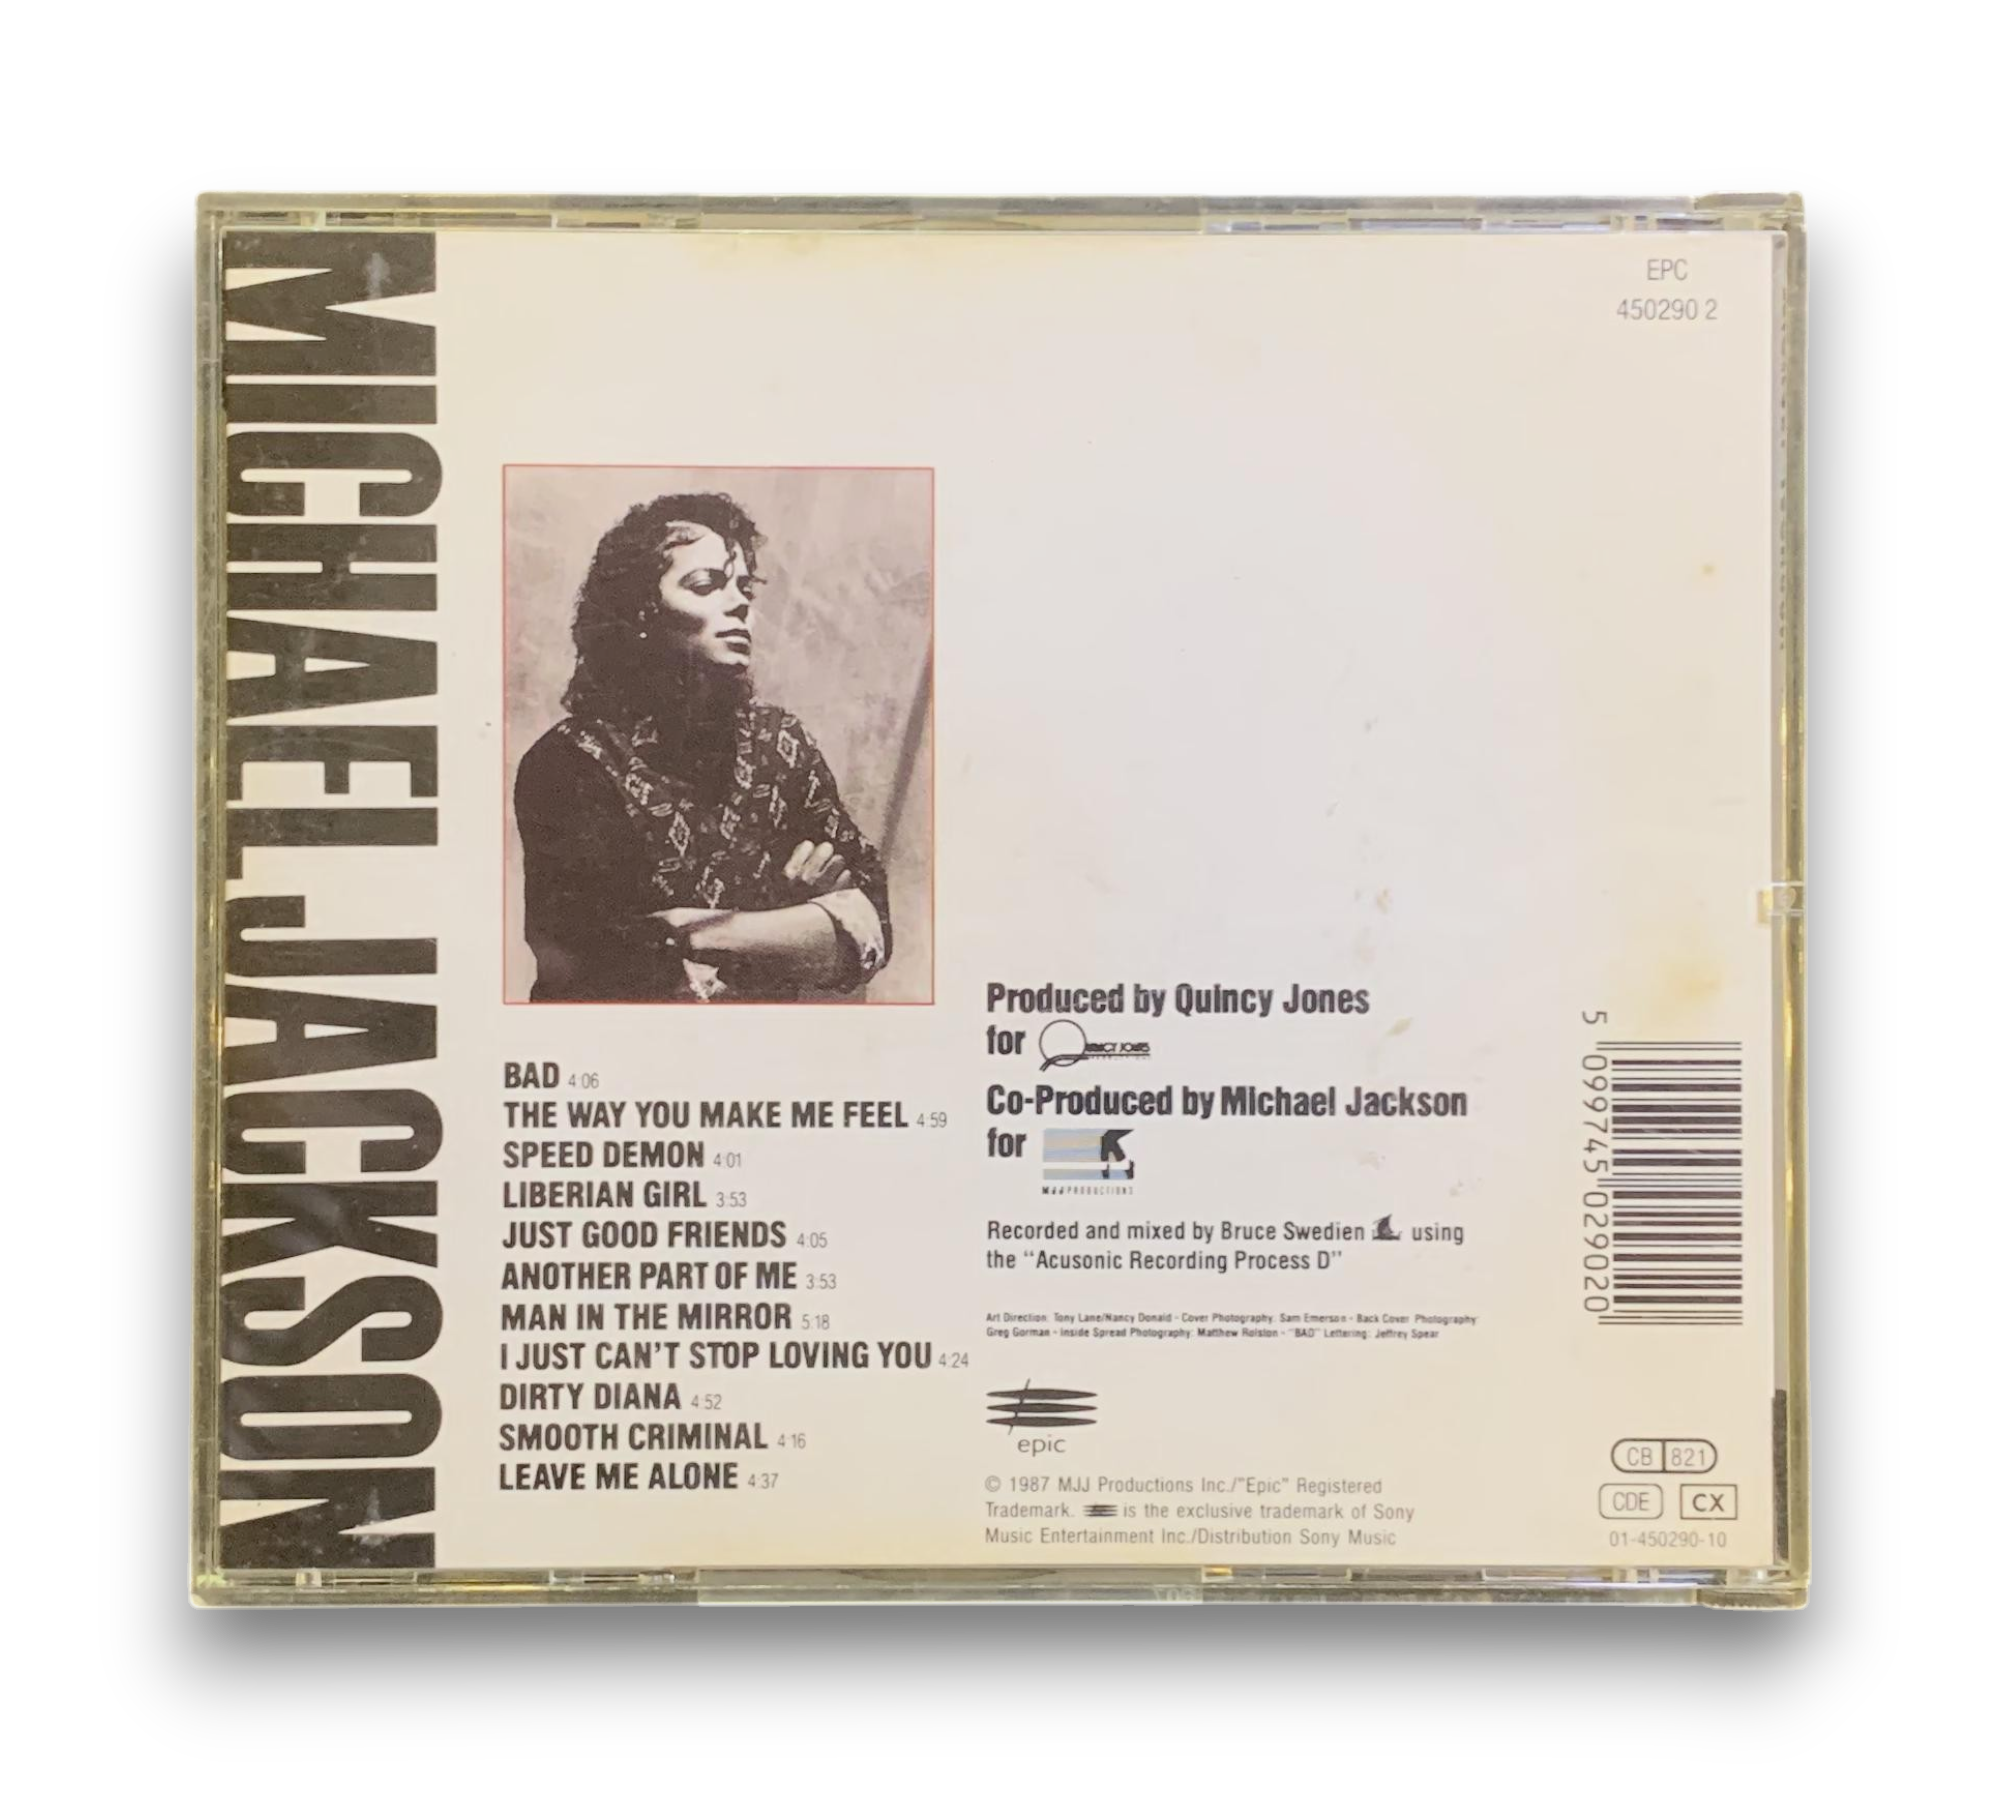 MICHAEL JACKSON
EPC
450290 2
BAD 4:06
THE WAY YOU MAKE ME FEEL 4:59
SPEED DEMON 4:01
LIBERIAN GIRL 3:53
JUST GOOD FRIENDS 4:05
ANOTHER PART OF ME 3:53
MAN IN THE MIRROR 5:18
I JUST CAN'T STOP LOVING YOU 4:24
DIRTY DIANA 4:52
SMOOTH CRIMINAL 4:16
LEAVE ME ALONE 4:37
Produced by Quincy Jones
for QUINCY JONES
Co-Produced by Michael Jackson
for
MJJ PRODUCTIONS
Recorded and mixed by Bruce Swedien using
the “Acusonic Recording Process D”
Art Direction: Tony Lane/Nancy Donald - Cover Photography: Sam Emerson - Back Cover Photography:
Greg Gorman - Inside Spread Photography: Matthew Rolston - "BAD" Lettering: Jeffrey Spear
epic
© 1987 MJJ Productions Inc./"Epic" Registered
Trademark. is the exclusive trademark of Sony
Music Entertainment Inc./Distribution Sony Music
5 099745 029020
CB 821
CDE CX
01-450290-10